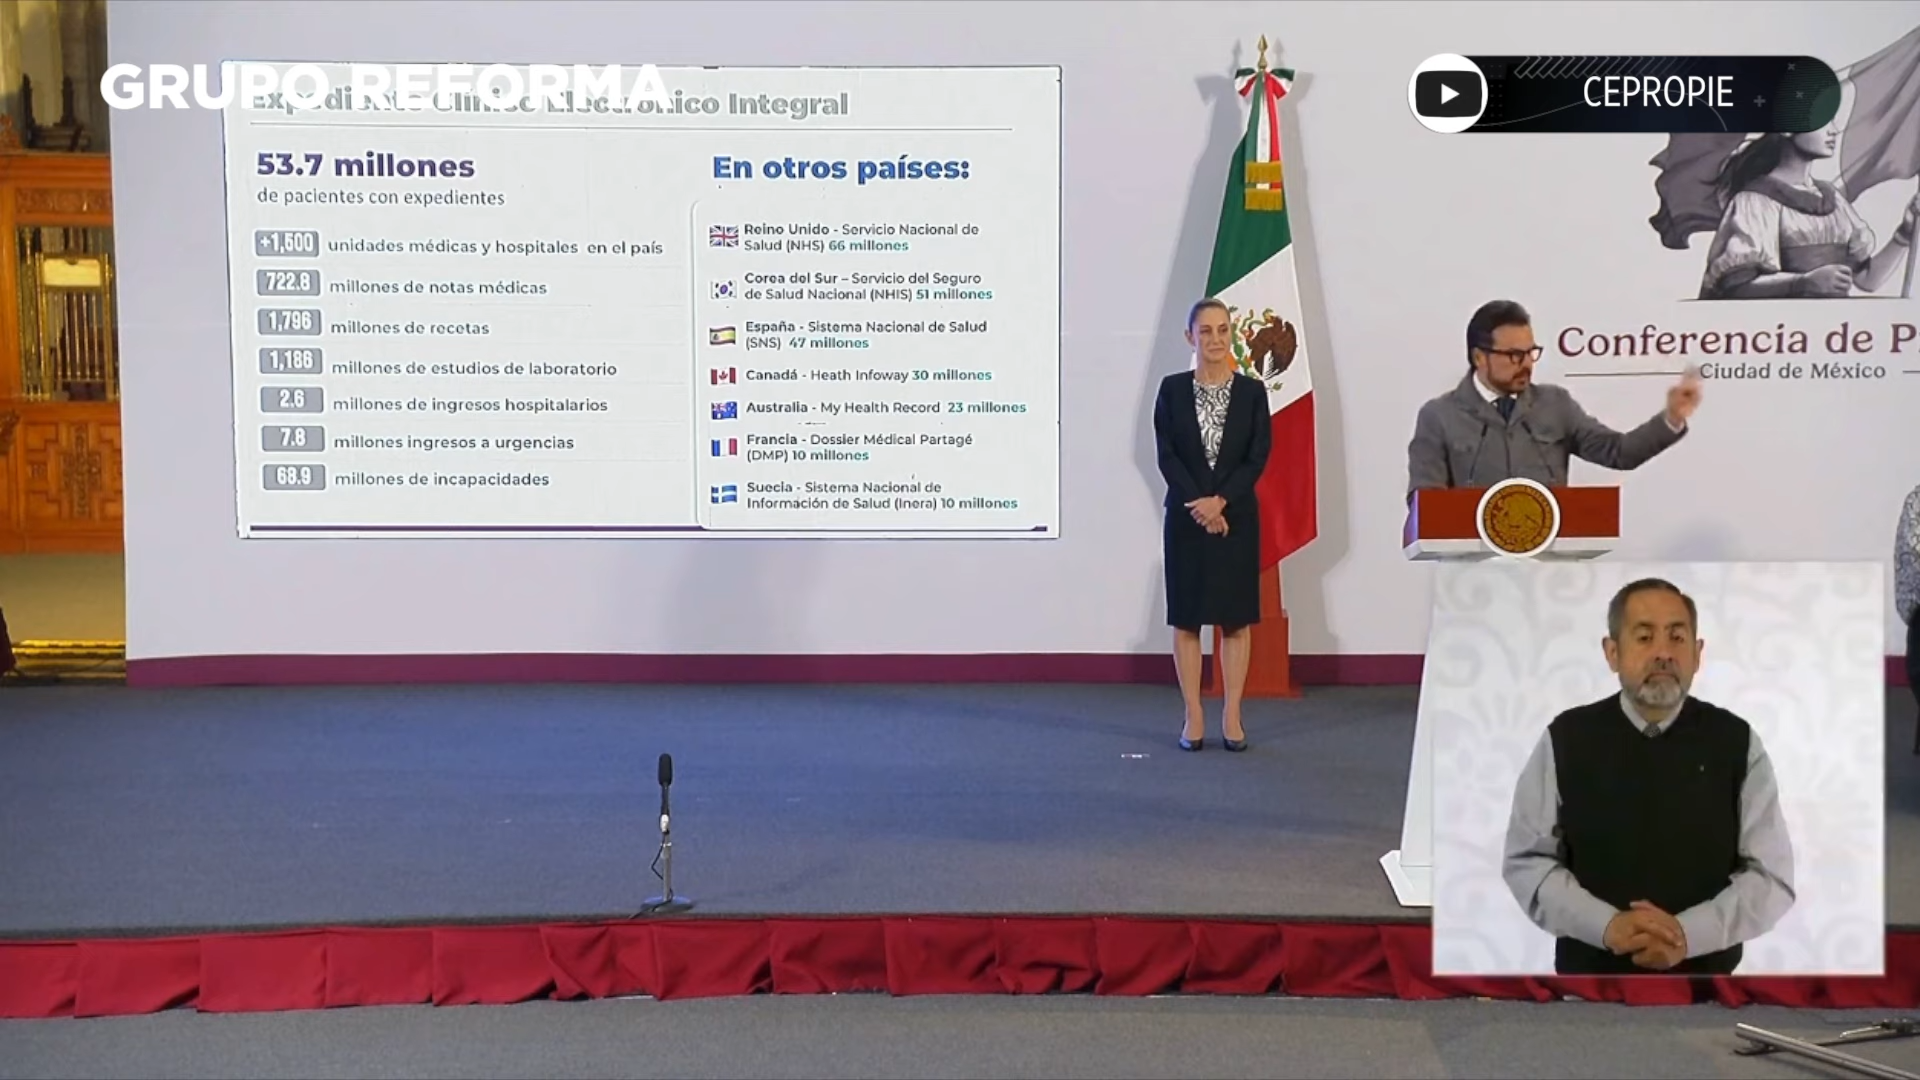 GRUPO REFORMA
Expediente Clínico Electrónico Integral
53.7 millones
de pacientes con expedientes
+1,500 unidades médicas y hospitales en el país
722.8 millones de notas médicas
1,796 millones de recetas
1,186 millones de estudios de laboratorio
2.6 millones de ingresos hospitalarios
7.8 millones ingresos a urgencias
68.9 millones de incapacidades
En otros países:
Reino Unido - Servicio Nacional de
Salud (NHS) 66 millones
Corea del Sur – Servicio del Seguro
de Salud Nacional (NHIS) 51 millones
España - Sistema Nacional de Salud
(SNS) 47 millones
Canadá - Heath Infoway 30 millones
Australia - My Health Record 23 millones
Francia - Dossier Médical Partagé
(DMP) 10 millones
Suecia - Sistema Nacional de
Información de Salud (Inera) 10 millones
CEPROPIE
Conferencia de P
Ciudad de México